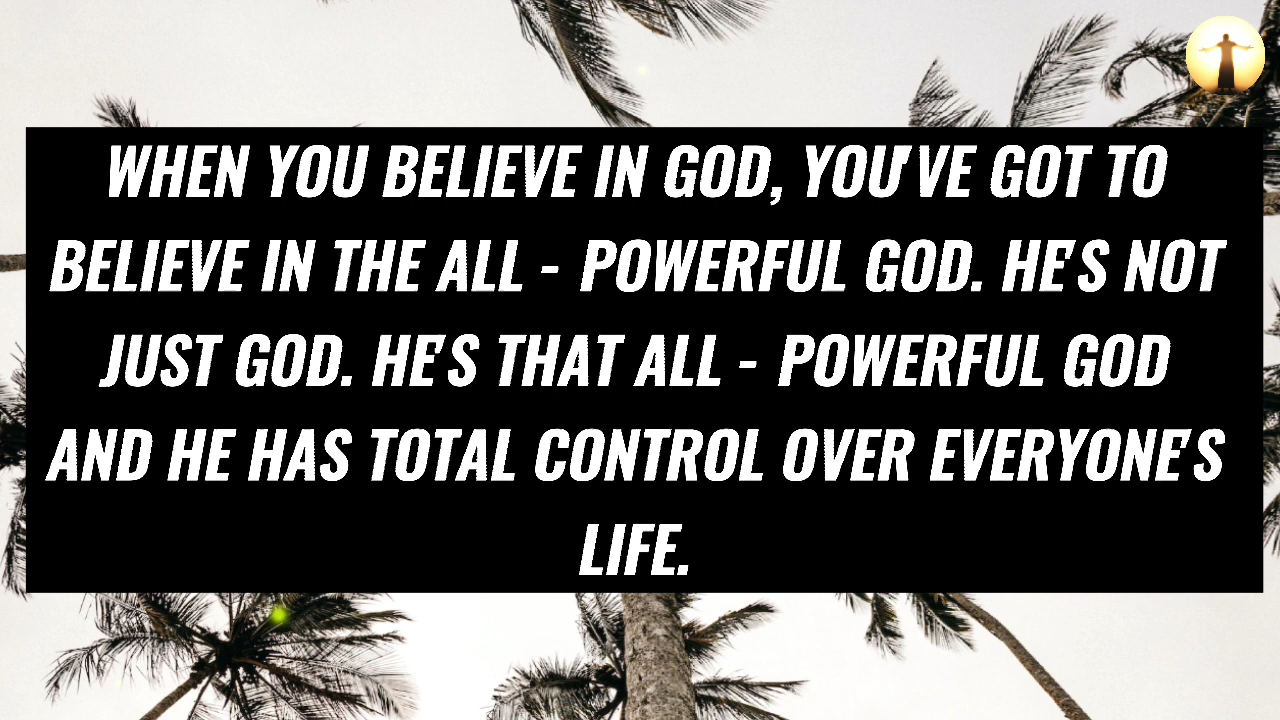 WHEN YOU BELIEVE IN GOD, YOU'VE GOT TO
BELIEVE IN THE ALL - POWERFUL GOD. HE'S NOT
JUST GOD. HE'S THAT ALL - POWERFUL GOD
AND HE HAS TOTAL CONTROL OVER EVERYONE'S
LIFE.